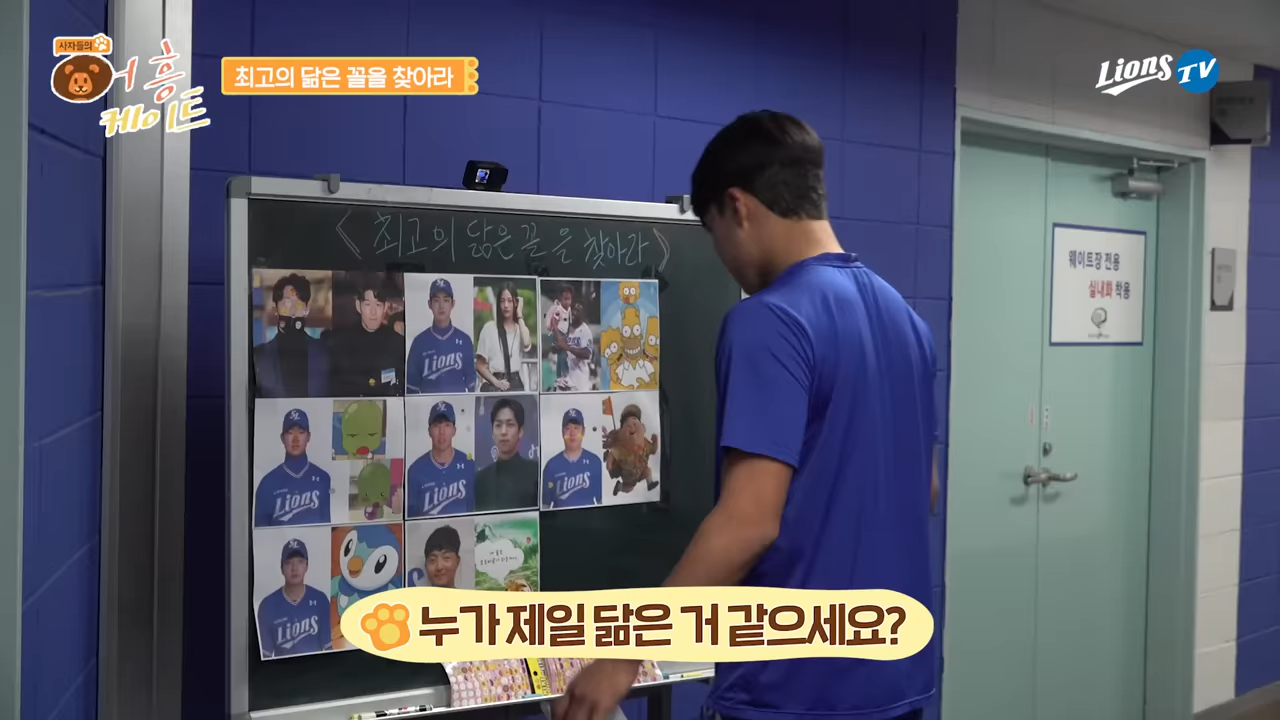 사자들의
어흥
케이트
최고의 닮은 꼴을 찾아라
Lions TV
<최고의 닮은 꼴 을 찾아라>
웨이트장 전용
실내화 착용
Lions
Lions
Lions
Lions
Lions
Lions
누가 제일 닮은 거 같으세요?